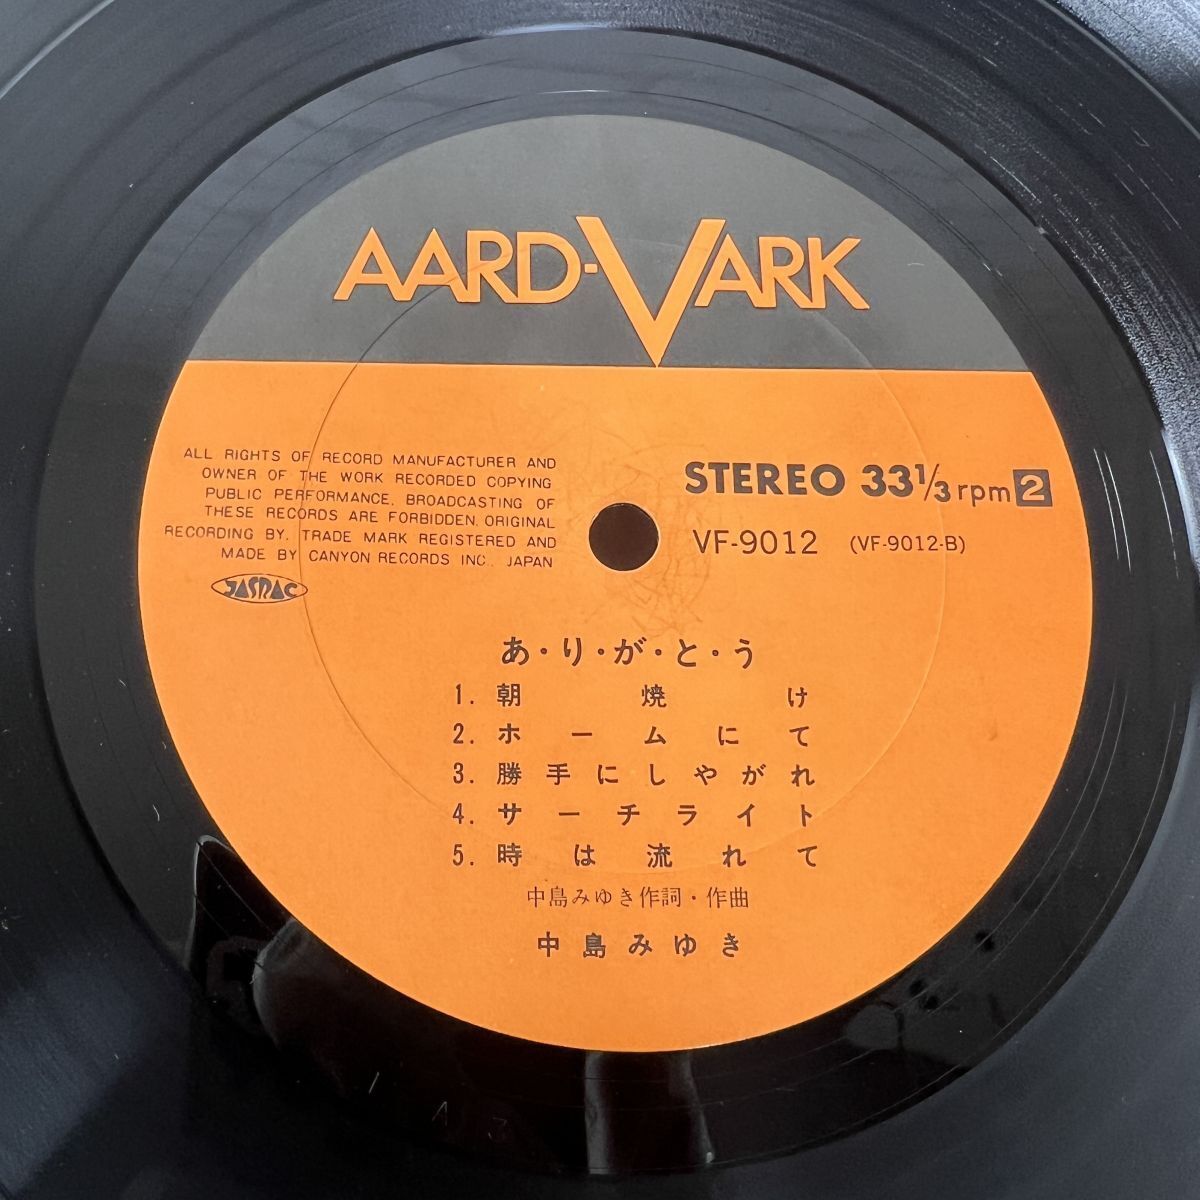 AARD-VARK
ALL RIGHTS OF RECORD MANUFACTURER AND
OWNER OF THE WORK RECORDED COPYING
PUBLIC PERFORMANCE, BROADCASTING OF
THESE RECORDS ARE FORBIDDEN. ORIGINAL
RECORDING BY. TRADE MARK REGISTERED AND
MADE BY CANYON RECORDS INC., JAPAN
JASRAC
STEREO 33⅓ rpm 2
VF-9012 (VF-9012-B)
あ・り・が・と・う
1. 朝焼け
2. ホームにて
3. 勝手にしやがれ
4. サーチライト
5. 時は流れて
中島みゆき作詞・作曲
中島みゆき
1 A 3